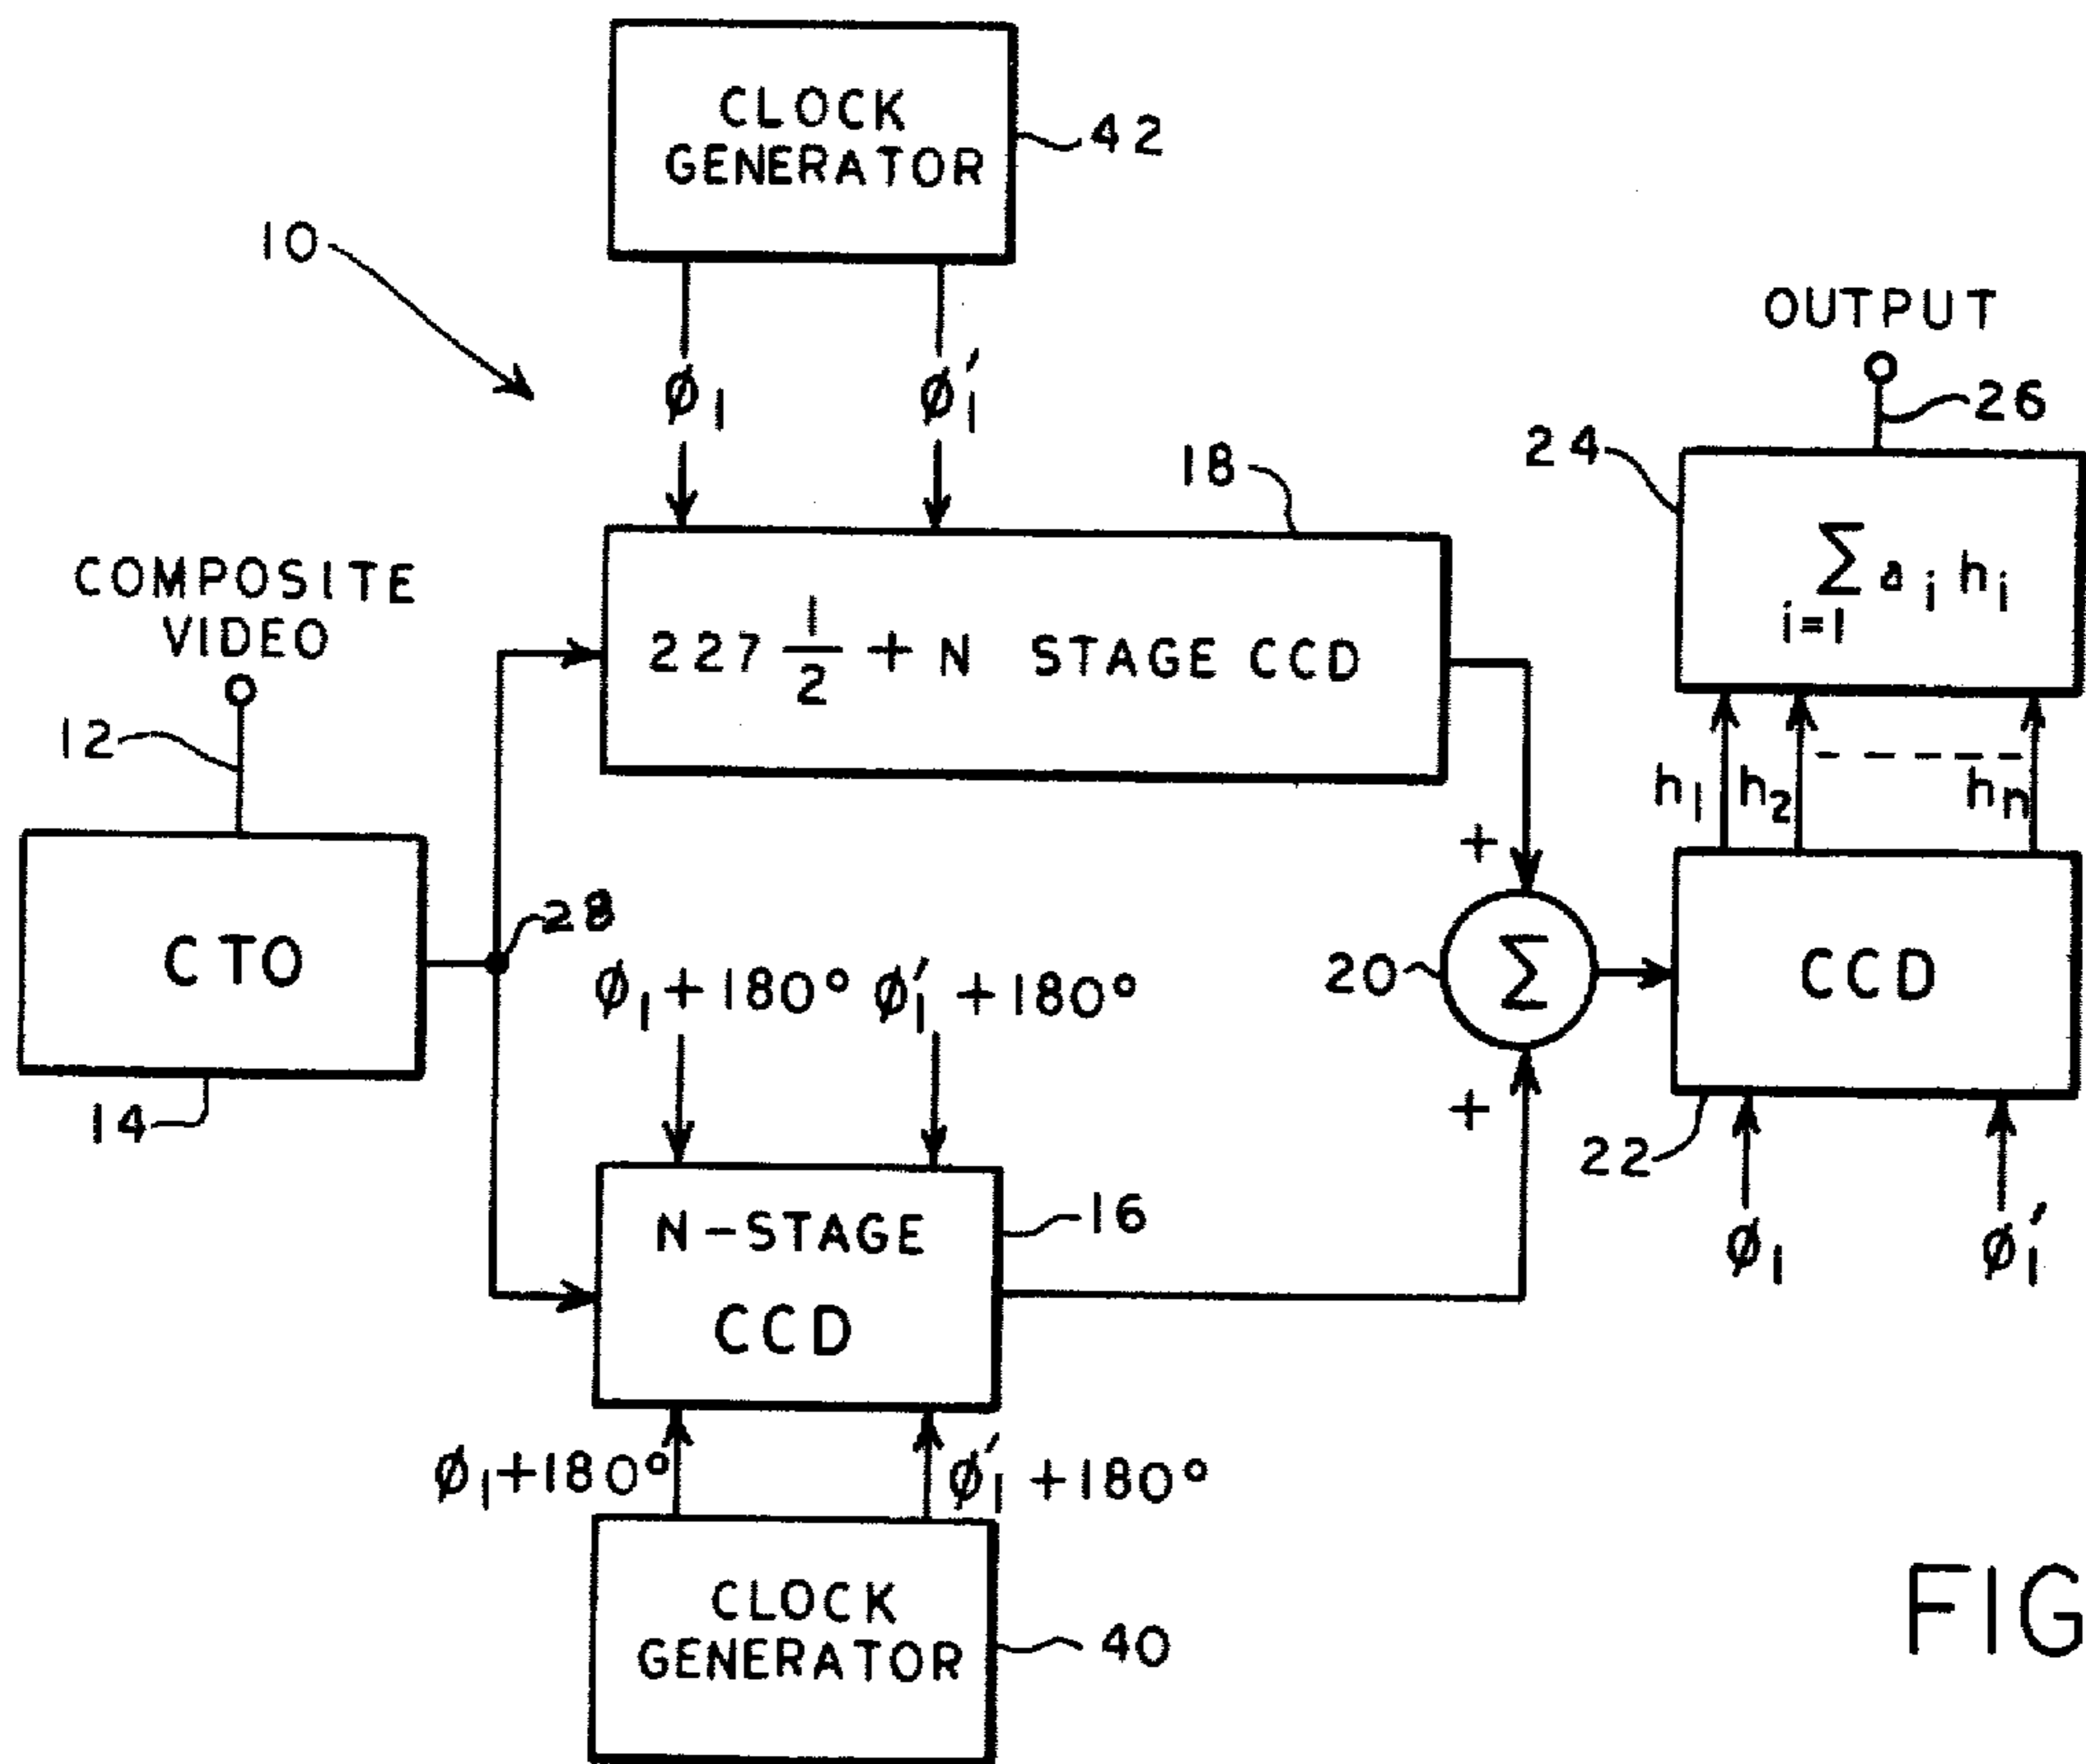 CLOCK
GENERATOR
42
10
ϕ₁
ϕ₁′
OUTPUT
26
24
18
COMPOSITE
VIDEO
227 1/2 + N STAGE CCD
∑ aᵢ hᵢ
i=1
12
h₁ h₂ - - - - - hₙ
+
28
CTO
ϕ₁+180° ϕ₁′+180°
20
∑
CCD
14
+
22
N-STAGE
CCD
16
ϕ₁
ϕ₁′
ϕ₁+180°
ϕ₁′+180°
CLOCK
GENERATOR
40
FIG